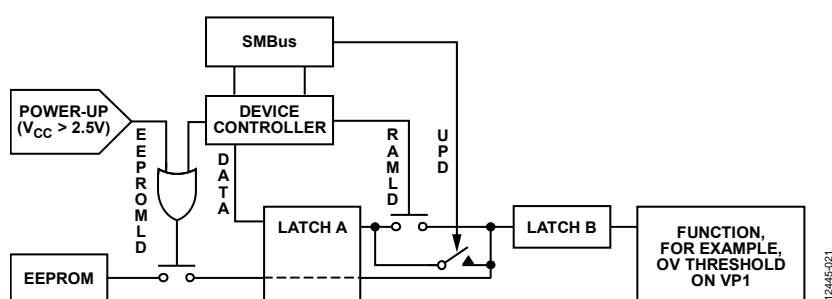 SMBus
POWER-UP
(VCC > 2.5V)
DEVICE
CONTROLLER
EEPROMLD
DATA
RAMLD
UPD
LATCH A
LATCH B
FUNCTION,
FOR EXAMPLE,
OV THRESHOLD
ON VP1
EEPROM
12445-021